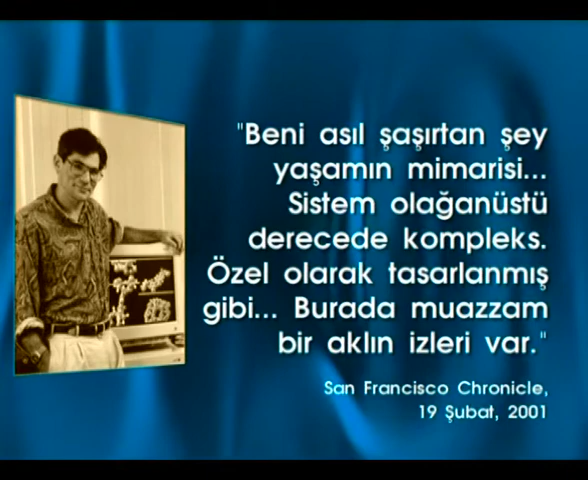 "Beni asıl şaşırtan şey
yaşamın mimarisi...
Sistem olağanüstü
derecede kompleks.
Özel olarak tasarlanmış
gibi... Burada muazzam
bir aklın izleri var."
San Francisco Chronicle,
19 Şubat, 2001